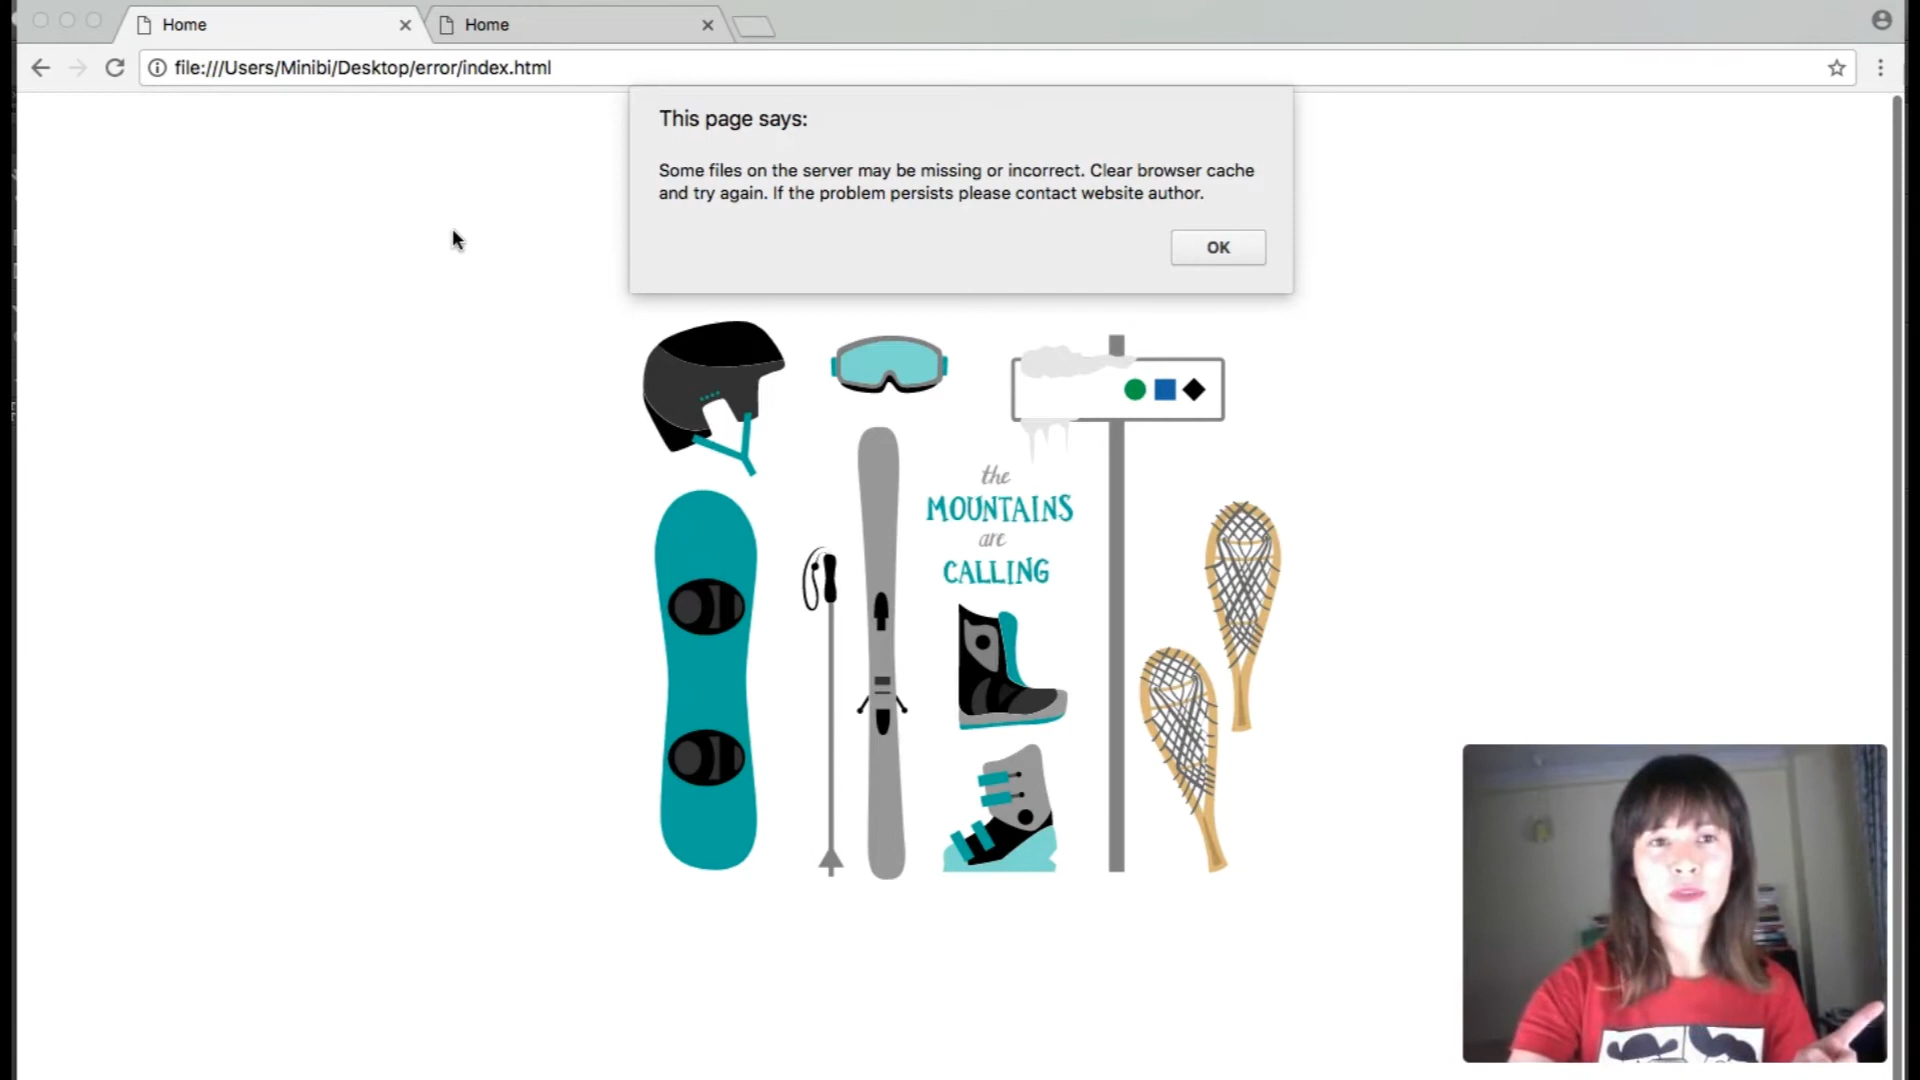 Home
Home
file:///Users/Minibi/Desktop/error/index.html
This page says:
Some files on the server may be missing or incorrect. Clear browser cache
and try again. If the problem persists please contact website author.
OK
the
MOUNTAINS
are
CALLING